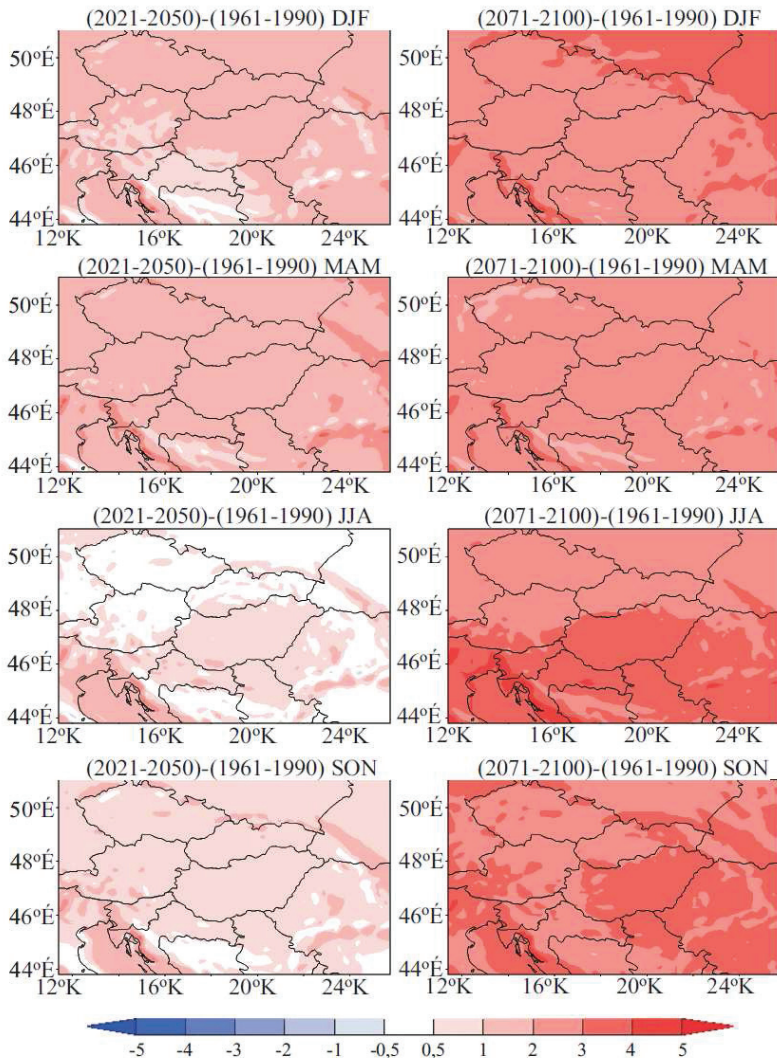 (2021-2050)-(1961-1990) DJF (2071-2100)-(1961-1990) DJF
50ºÉ 50ºÉ
48ºÉ 48ºÉ
46ºÉ 46ºÉ
44ºÉ 44ºÉ
12ºK 16ºK 20ºK 24ºK 12ºK 16ºK 20ºK 24ºK
(2021-2050)-(1961-1990) MAM (2071-2100)-(1961-1990) MAM
50ºÉ 50ºÉ
48ºÉ 48ºÉ
46ºÉ 46ºÉ
44ºÉ 44ºÉ
12ºK 16ºK 20ºK 24ºK 12ºK 16ºK 20ºK 24ºK
(2021-2050)-(1961-1990) JJA (2071-2100)-(1961-1990) JJA
50ºÉ 50ºÉ
48ºÉ 48ºÉ
46ºÉ 46ºÉ
44ºÉ 44ºÉ
12ºK 16ºK 20ºK 24ºK 12ºK 16ºK 20ºK 24ºK
(2021-2050)-(1961-1990) SON (2071-2100)-(1961-1990) SON
50ºÉ 50ºÉ
48ºÉ 48ºÉ
46ºÉ 46ºÉ
44ºÉ 44ºÉ
12ºK 16ºK 20ºK 24ºK 12ºK 16ºK 20ºK 24ºK
-5 -4 -3 -2 -1 -0,5 0,5 1 2 3 4 5